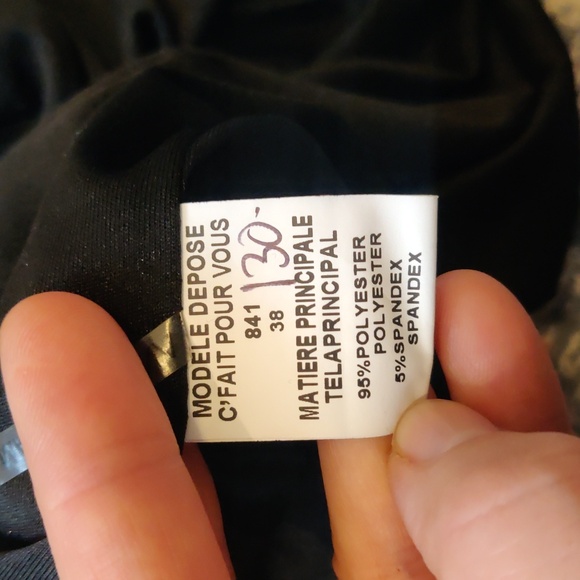 MODELE DEPOSE
C'FAIT POUR VOUS
841
38
130-
MATIERE PRINCIPALE
TELAPRINCIPAL
95%POLYESTER
POLYESTER
5%SPANDEX
SPANDEX